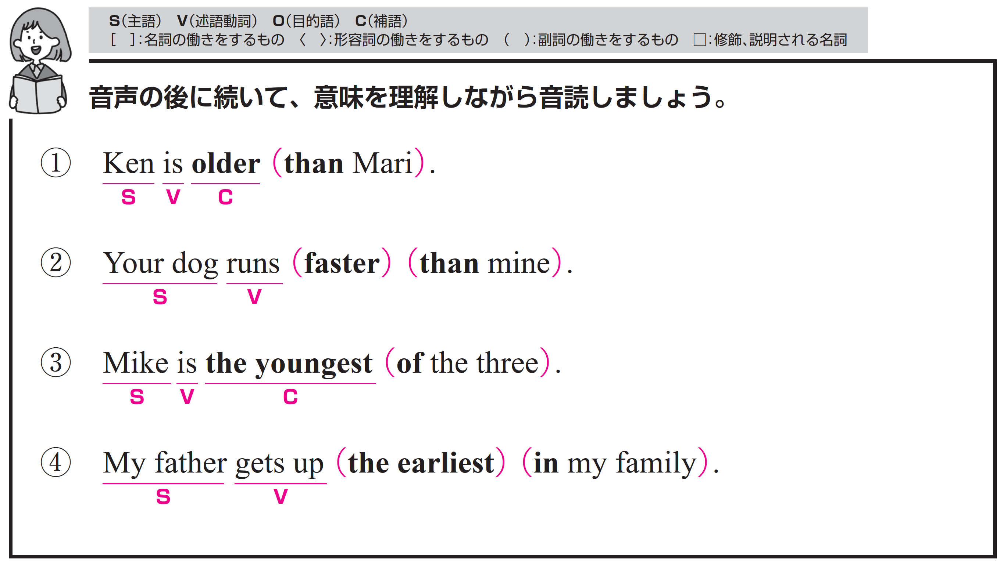 S（主語）　V（述語動詞）　O（目的語）　C（補語）
［　］：名詞の働きをするもの　〈　〉：形容詞の働きをするもの　（　）：副詞の働きをするもの　□：修飾、説明される名詞
音声の後に続いて、意味を理解しながら音読しましょう。
① Ken is older （than Mari）.
S V C
② Your dog runs （faster）（than mine）.
S V
③ Mike is the youngest （of the three）.
S V C
④ My father gets up （the earliest）（in my family）.
S V